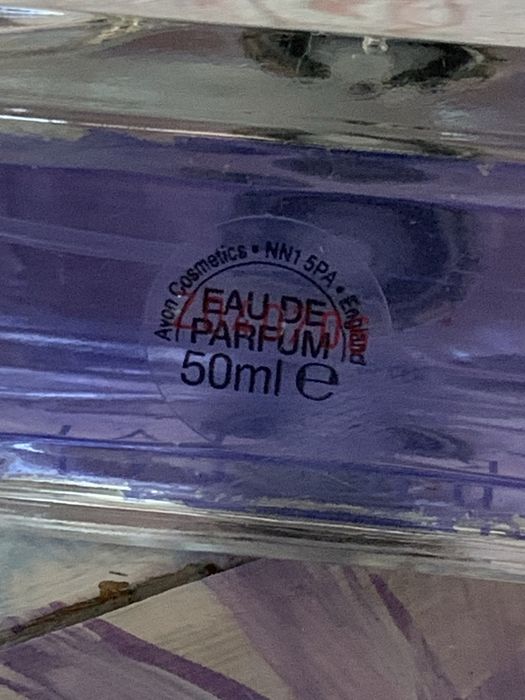 Avon Cosmetics • NN1 5PA • England
EAU DE
PARFUM
50ml e